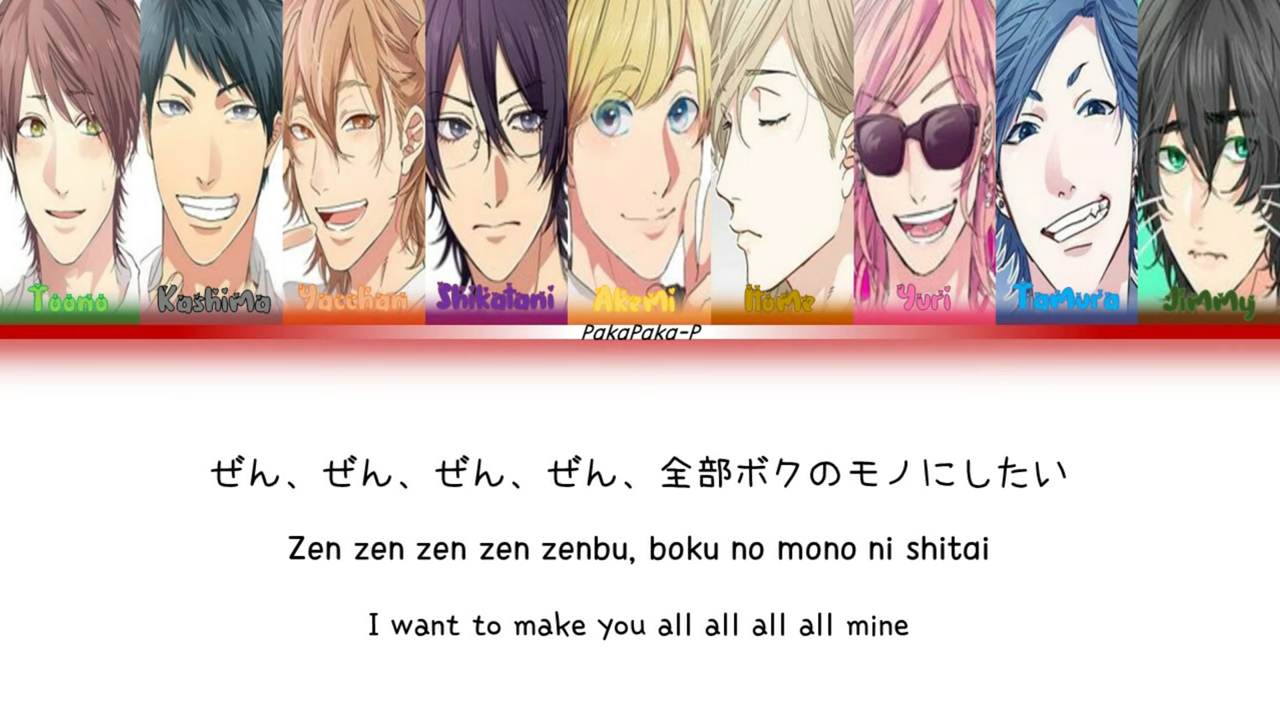 Toono Kashima Yacchan Shikatani Akemi Itome Yuri Tamura Jimmy
PakaPaka-P
ぜん、ぜん、ぜん、ぜん、全部ボクのモノにしたい
Zen zen zen zen zenbu, boku no mono ni shitai
I want to make you all all all all mine